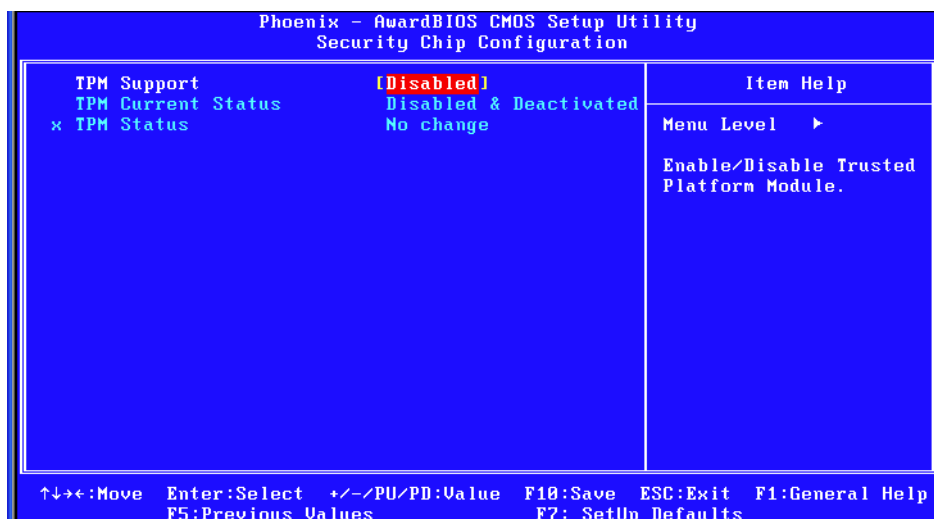 Phoenix - AwardBIOS CMOS Setup Utility
Security Chip Configuration
TPM Support [Disabled]
TPM Current Status Disabled & Deactivated
x TPM Status No change
Item Help
Menu Level ►
Enable/Disable Trusted
Platform Module.
↑↓→←:Move Enter:Select +/-/PU/PD:Value F10:Save ESC:Exit F1:General Help
F5:Previous Values F7: SetUp Defaults